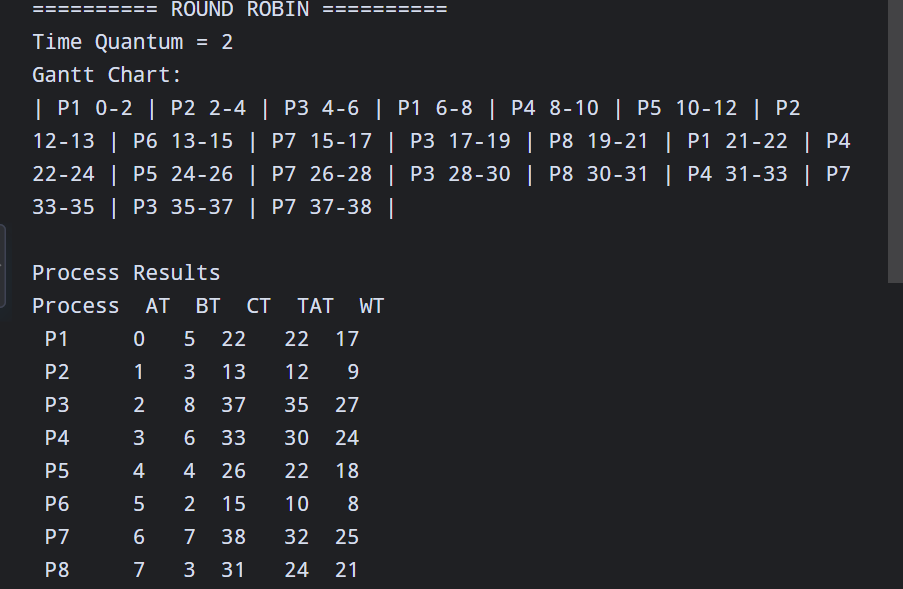 ========== ROUND ROBIN ==========
Time Quantum = 2
Gantt Chart:
| P1 0-2 | P2 2-4 | P3 4-6 | P1 6-8 | P4 8-10 | P5 10-12 | P2
12-13 | P6 13-15 | P7 15-17 | P3 17-19 | P8 19-21 | P1 21-22 | P4
22-24 | P5 24-26 | P7 26-28 | P3 28-30 | P8 30-31 | P4 31-33 | P7
33-35 | P3 35-37 | P7 37-38 |
Process Results
Process AT BT CT TAT WT
P1 0 5 22 22 17
P2 1 3 13 12 9
P3 2 8 37 35 27
P4 3 6 33 30 24
P5 4 4 26 22 18
P6 5 2 15 10 8
P7 6 7 38 32 25
P8 7 3 31 24 21